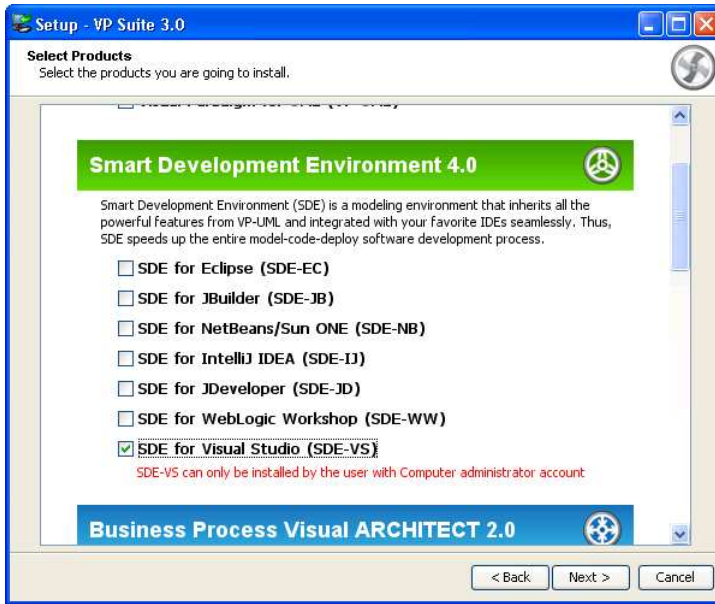 Setup - VP Suite 3.0
Select Products
Select the products you are going to install.
Smart Development Environment 4.0
Smart Development Environment (SDE) is a modeling environment that inherits all the
powerful features from VP-UML and integrated with your favorite IDEs seamlessly. Thus,
SDE speeds up the entire model-code-deploy software development process.
SDE for Eclipse (SDE-EC)
SDE for JBuilder (SDE-JB)
SDE for NetBeans/Sun ONE (SDE-NB)
SDE for IntelliJ IDEA (SDE-IJ)
SDE for JDeveloper (SDE-JD)
SDE for WebLogic Workshop (SDE-WW)
SDE for Visual Studio (SDE-VS)
SDE-VS can only be installed by the user with Computer administrator account
Business Process Visual ARCHITECT 2.0
< Back
Next >
Cancel